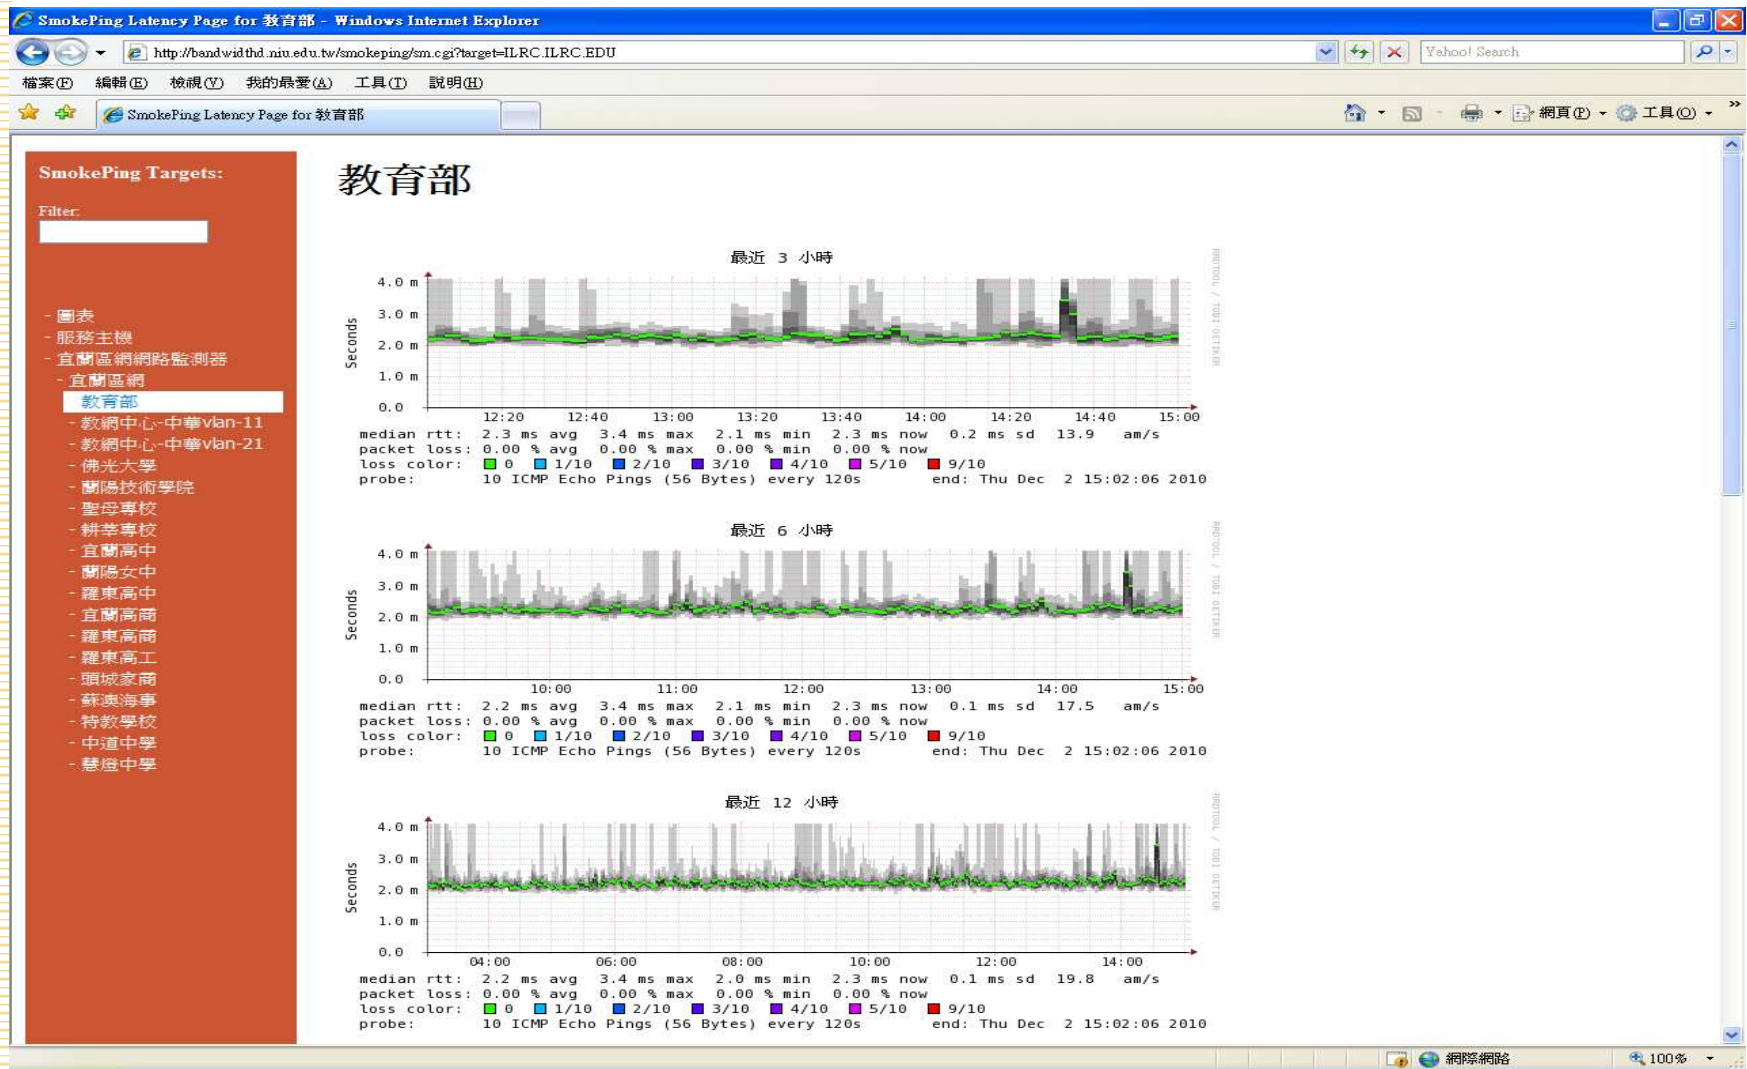 SmokePing Latency Page for 教育部 - Windows Internet Explorer
http://bandwidthd.niu.edu.tw/smokeping/sm.cgi?target=ILRC.ILRC.EDU
Yahoo! Search
檔案(F) 編輯(E) 檢視(V) 我的最愛(A) 工具(T) 說明(H)
SmokePing Latency Page for 教育部
網頁(P) 工具(O) »
SmokePing Targets:
Filter:
- 圖表
- 服務主機
- 宜蘭區網網路監測器
- 宜蘭區網
教育部
- 教網中心-中華vlan-11
- 教網中心-中華vlan-21
- 佛光大學
- 蘭陽技術學院
- 聖母專校
- 耕莘專校
- 宜蘭高中
- 蘭陽女中
- 羅東高中
- 宜蘭高商
- 羅東高商
- 羅東高工
- 頭城家商
- 蘇澳海事
- 特教學校
- 中道中學
- 慧燈中學
教育部
最近 3 小時
RRDTOOL / TOBI OETIKER
Seconds
4.0 m
3.0 m
2.0 m
1.0 m
0.0
12:20 12:40 13:00 13:20 13:40 14:00 14:20 14:40 15:00
median rtt: 2.3 ms avg 3.4 ms max 2.1 ms min 2.3 ms now 0.2 ms sd 13.9 am/s
packet loss: 0.00 % avg 0.00 % max 0.00 % min 0.00 % now
loss color: 0 1/10 2/10 3/10 4/10 5/10 9/10
probe: 10 ICMP Echo Pings (56 Bytes) every 120s end: Thu Dec 2 15:02:06 2010
最近 6 小時
RRDTOOL / TOBI OETIKER
Seconds
4.0 m
3.0 m
2.0 m
1.0 m
0.0
10:00 11:00 12:00 13:00 14:00 15:00
median rtt: 2.2 ms avg 3.4 ms max 2.1 ms min 2.3 ms now 0.1 ms sd 17.5 am/s
packet loss: 0.00 % avg 0.00 % max 0.00 % min 0.00 % now
loss color: 0 1/10 2/10 3/10 4/10 5/10 9/10
probe: 10 ICMP Echo Pings (56 Bytes) every 120s end: Thu Dec 2 15:02:06 2010
最近 12 小時
RRDTOOL / TOBI OETIKER
Seconds
4.0 m
3.0 m
2.0 m
1.0 m
0.0
04:00 06:00 08:00 10:00 12:00 14:00
median rtt: 2.2 ms avg 3.4 ms max 2.0 ms min 2.3 ms now 0.1 ms sd 19.8 am/s
packet loss: 0.00 % avg 0.00 % max 0.00 % min 0.00 % now
loss color: 0 1/10 2/10 3/10 4/10 5/10 9/10
probe: 10 ICMP Echo Pings (56 Bytes) every 120s end: Thu Dec 2 15:02:06 2010
網際網路 100%